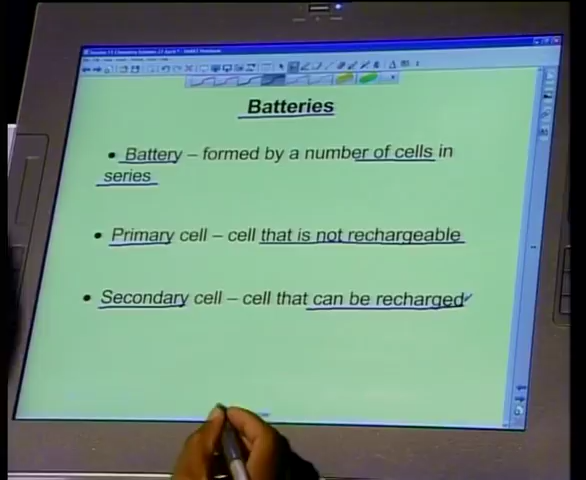 Batteries
• Battery – formed by a number of cells in
series
• Primary cell – cell that is not rechargeable
• Secondary cell – cell that can be recharged